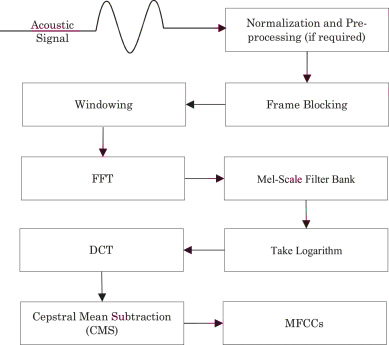 Acoustic
Signal
Normalization and Pre-
processing (if required)
Windowing
Frame Blocking
FFT
Mel-Scale Filter Bank
DCT
Take Logarithm
Cepstral Mean Subtraction
(CMS)
MFCCs